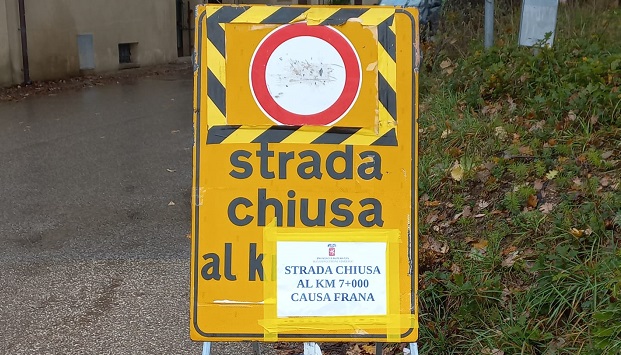 strada
chiusa
al k
STRADA CHIUSA
AL KM 7+000
CAUSA FRANA